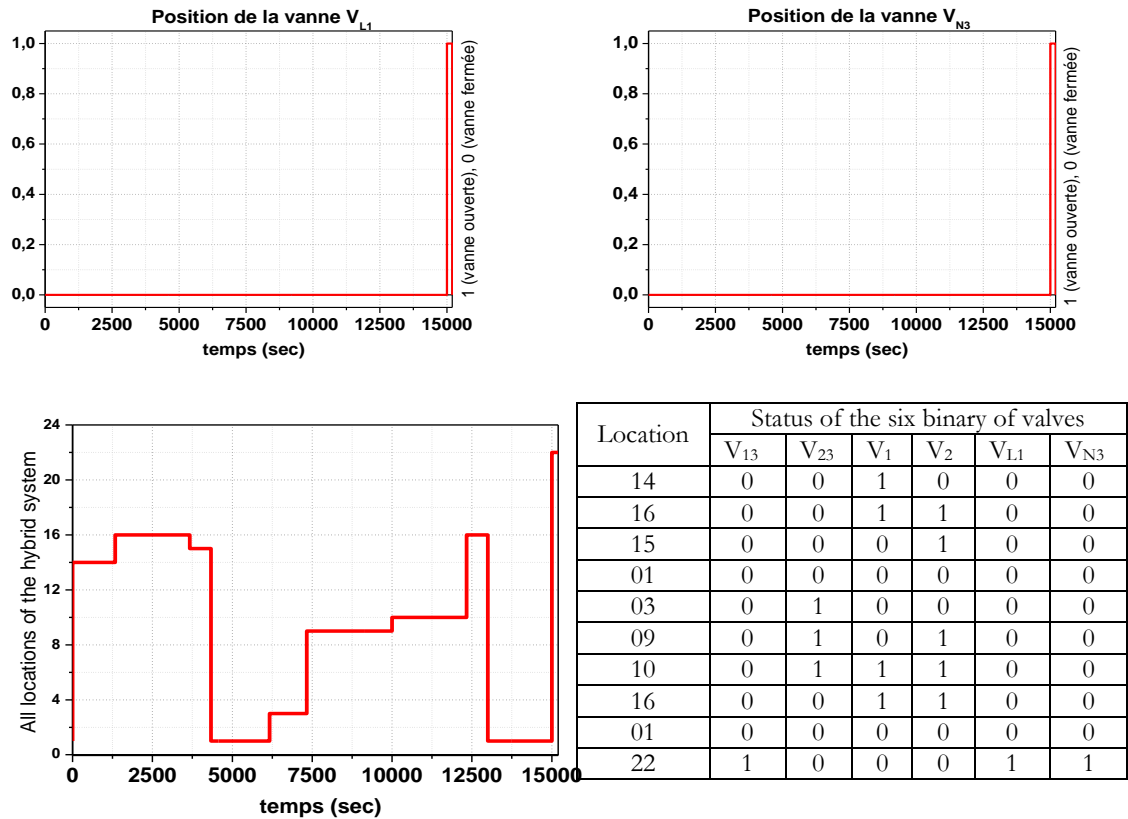 Position de la vanne V_L1
1,0
0,8
0,6
0,4
0,2
0,0
0 2500 5000 7500 10000 12500 15000
temps (sec)
1 (vanne ouverte), 0 (vanne fermée)
Position de la vanne V_N3
1,0
0,8
0,6
0,4
0,2
0,0
0 2500 5000 7500 10000 12500 15000
temps (sec)
1 (vanne ouverte), 0 (vanne fermée)
All locations of the hybrid system
24
20
16
12
8
4
0
0 2500 5000 7500 10000 12500 15000
temps (sec)
Location Status of the six binary of valves
V13 V23 V1 V2 VL1 VN3
14 0 0 1 0 0 0
16 0 0 1 1 0 0
15 0 0 0 1 0 0
01 0 0 0 0 0 0
03 0 1 0 0 0 0
09 0 1 0 1 0 0
10 0 1 1 1 0 0
16 0 0 1 1 0 0
01 0 0 0 0 0 0
22 1 0 0 0 1 1